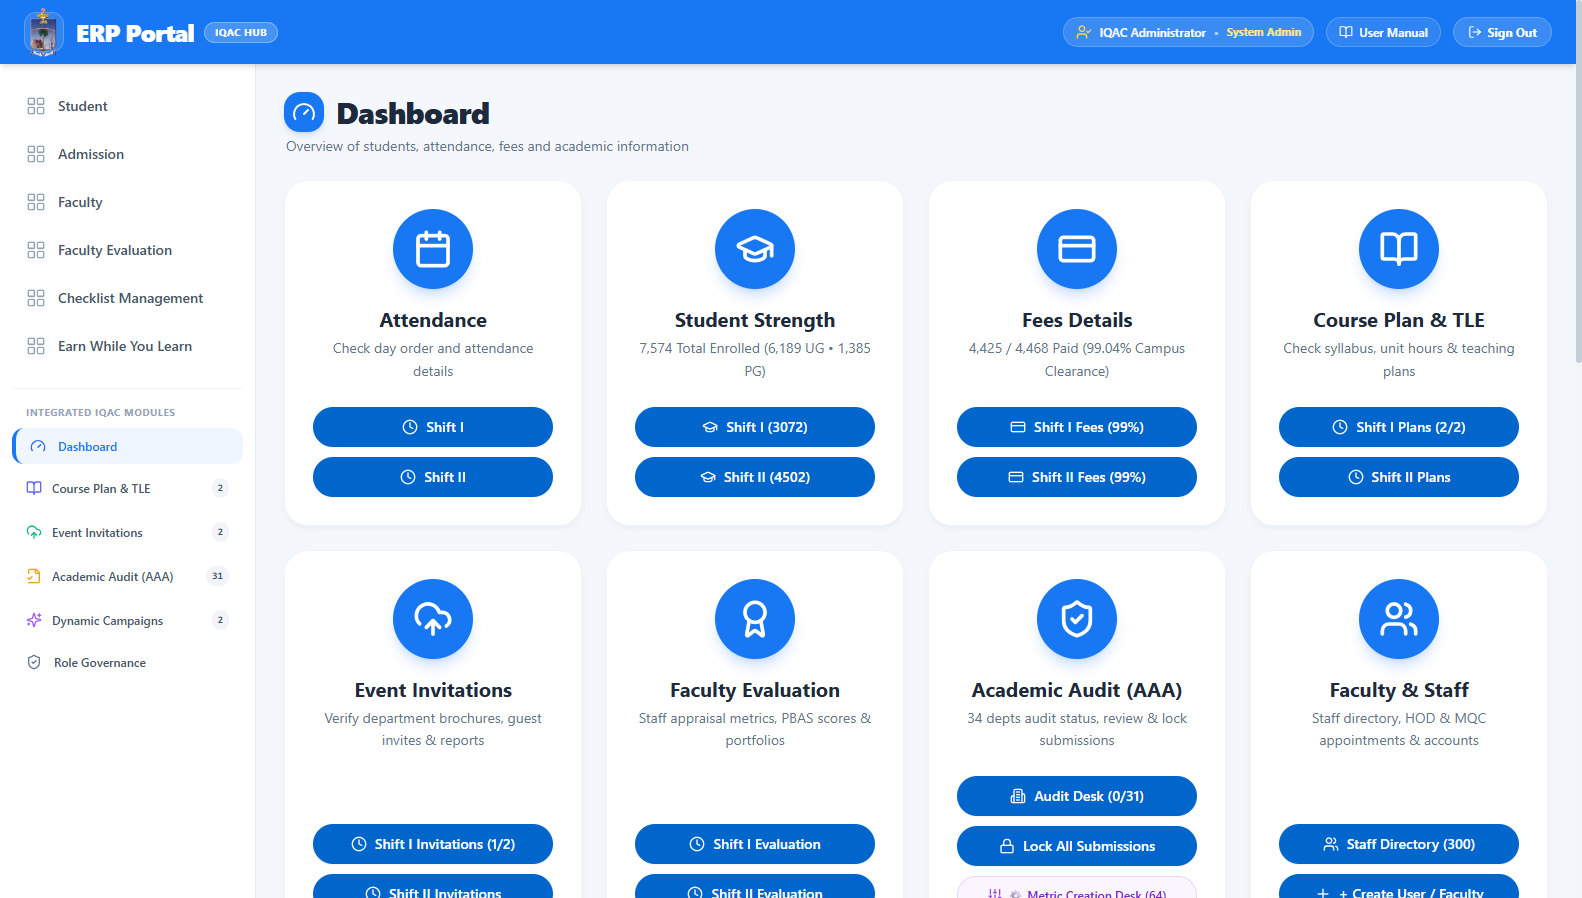 ERP Portal
IQAC HUB
IQAC Administrator • System Admin
User Manual
Sign Out
Student
Admission
Faculty
Faculty Evaluation
Checklist Management
Earn While You Learn
INTEGRATED IQAC MODULES
Dashboard
Course Plan & TLE 2
Event Invitations 2
Academic Audit (AAA) 31
Dynamic Campaigns 2
Role Governance
Dashboard
Overview of students, attendance, fees and academic information
Attendance
Check day order and attendance
details
Shift I
Shift II
Student Strength
7,574 Total Enrolled (6,189 UG • 1,385
PG)
Shift I (3072)
Shift II (4502)
Fees Details
4,425 / 4,468 Paid (99.04% Campus
Clearance)
Shift I Fees (99%)
Shift II Fees (99%)
Course Plan & TLE
Check syllabus, unit hours & teaching
plans
Shift I Plans (2/2)
Shift II Plans
Event Invitations
Verify department brochures, guest
invites & reports
Shift I Invitations (1/2)
Shift II Invitations
Faculty Evaluation
Staff appraisal metrics, PBAS scores &
portfolios
Shift I Evaluation
Shift II Evaluation
Academic Audit (AAA)
34 depts audit status, review & lock
submissions
Audit Desk (0/31)
Lock All Submissions
Metric Creation Desk (64)
Faculty & Staff
Staff directory, HOD & MQC
appointments & accounts
Staff Directory (300)
+ Create User / Faculty